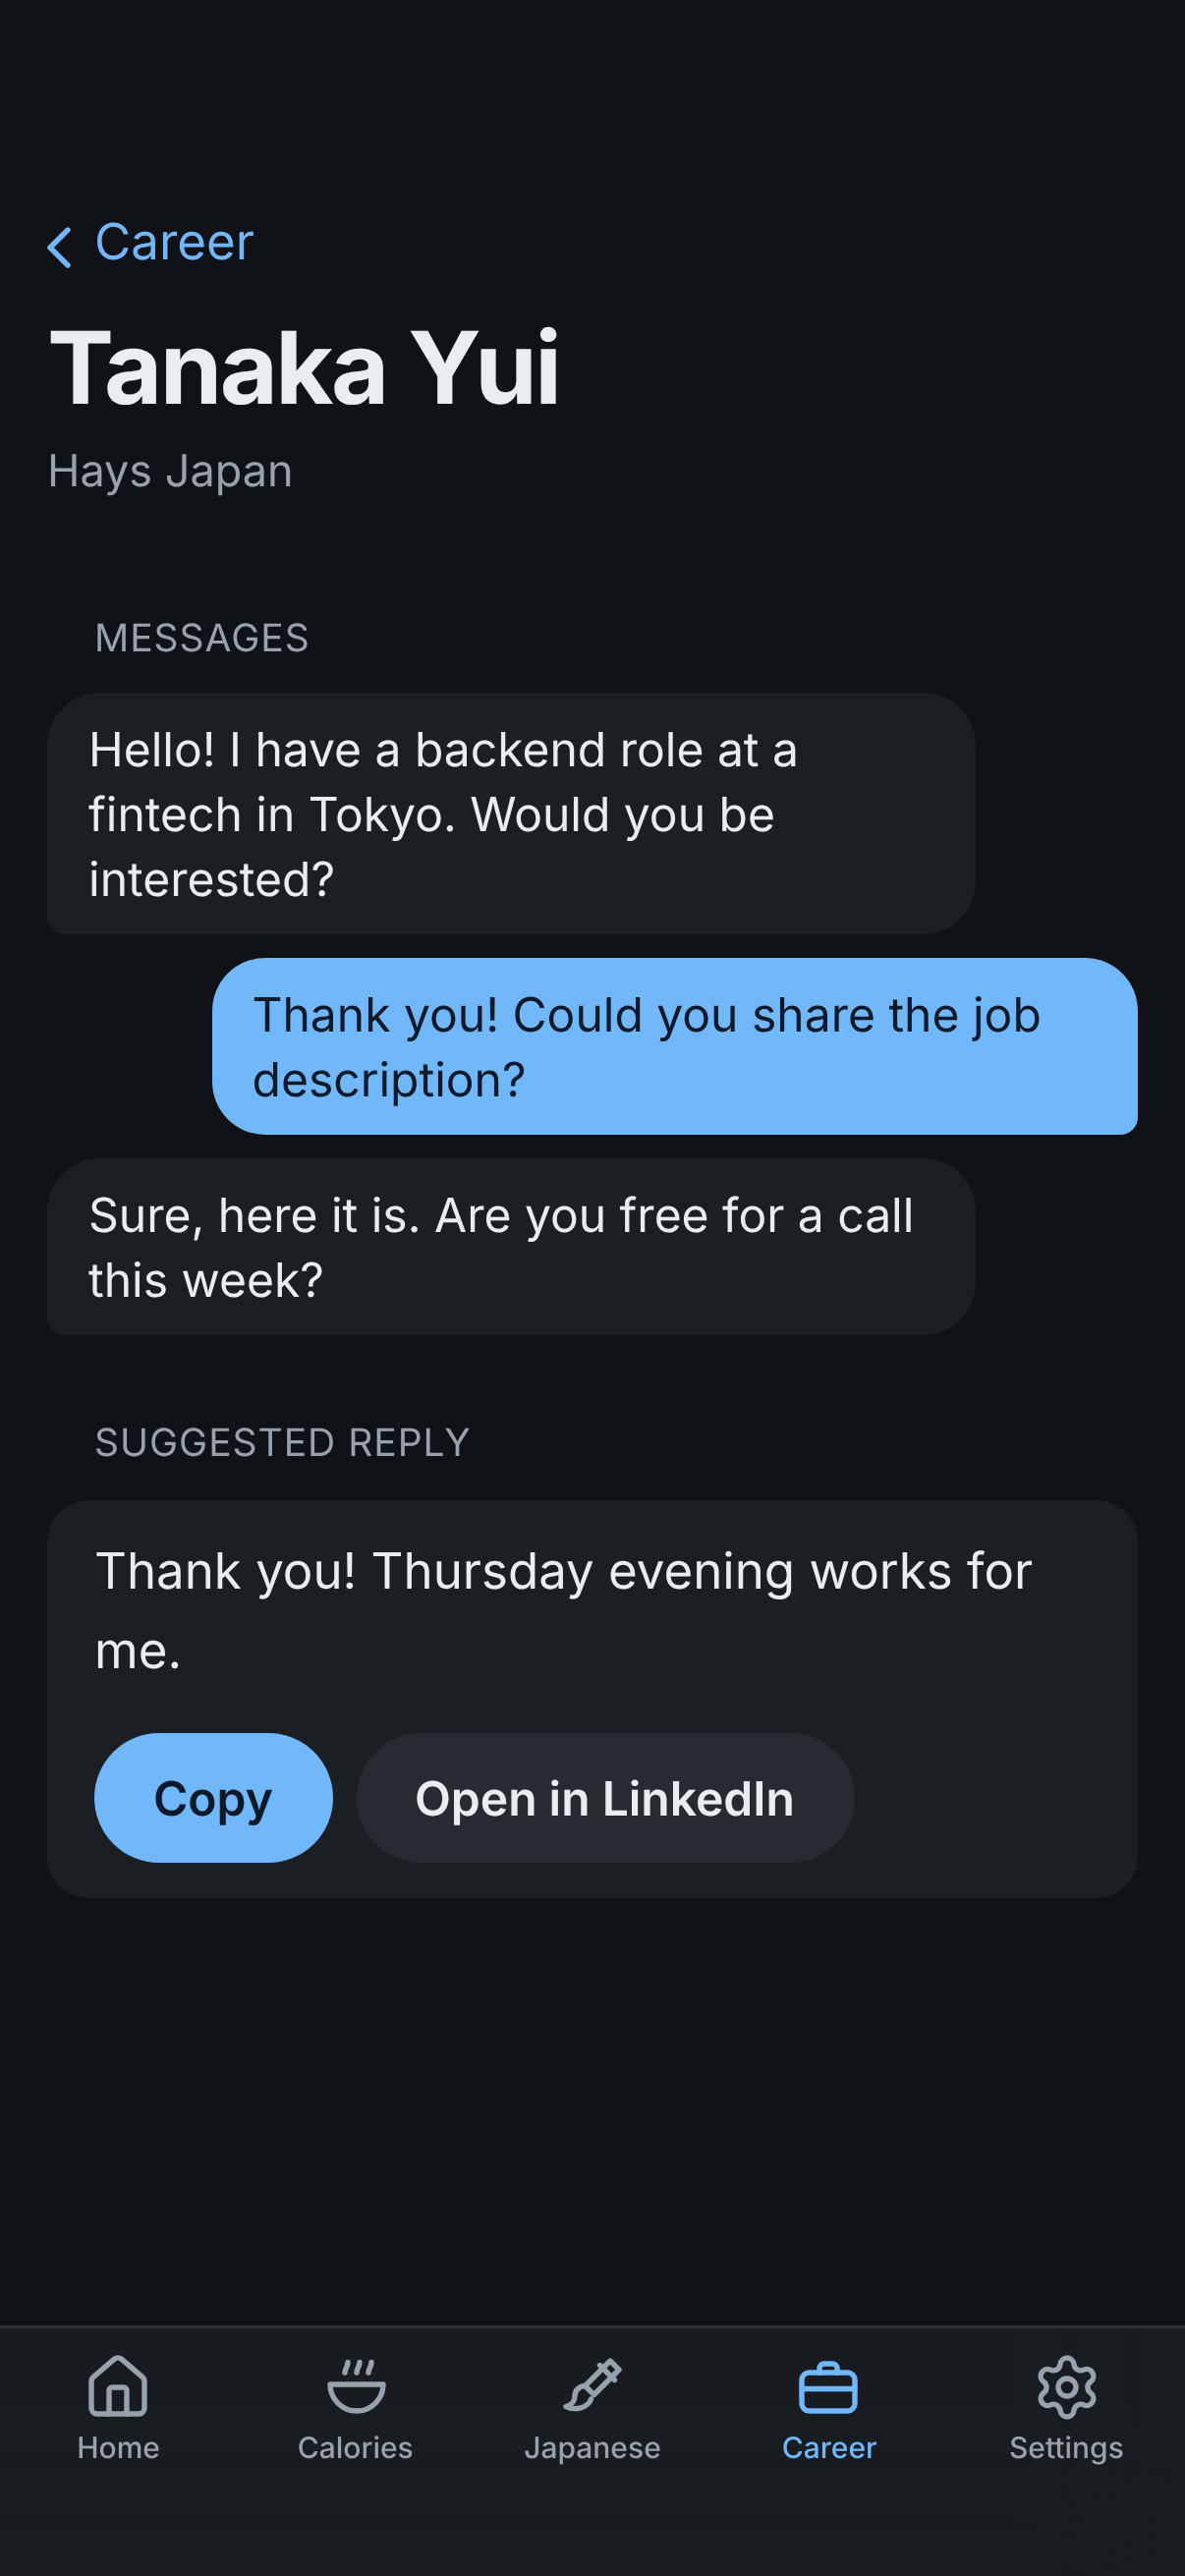 Career
Tanaka Yui
Hays Japan
MESSAGES
Hello! I have a backend role at a
fintech in Tokyo. Would you be
interested?
Thank you! Could you share the job
description?
Sure, here it is. Are you free for a call
this week?
SUGGESTED REPLY
Thank you! Thursday evening works for
me.
Copy
Open in LinkedIn
Home
Calories
Japanese
Career
Settings